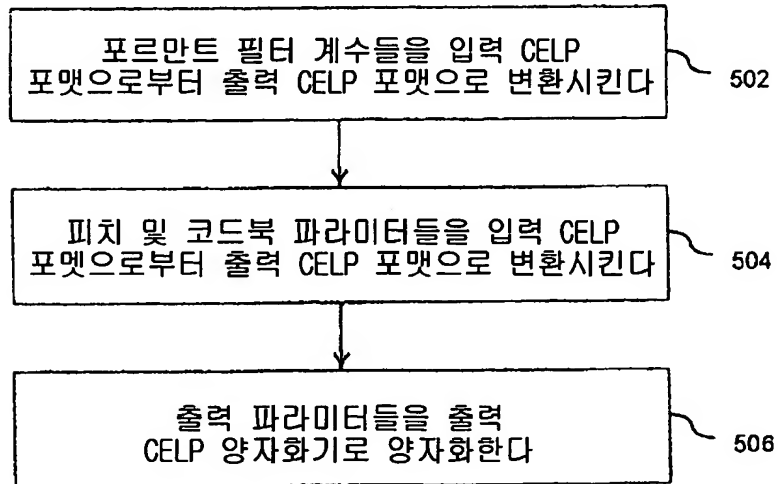 포르만트 필터 계수들을 입력 CELP
포맷으로부터 출력 CELP 포맷으로 변환시킨다
502
피치 및 코드북 파라미터들을 입력 CELP
포멧으로부터 출력 CELP 포맷으로 변환시킨다
504
출력 파라미터들을 출력
CELP 양자화기로 양자화한다
506